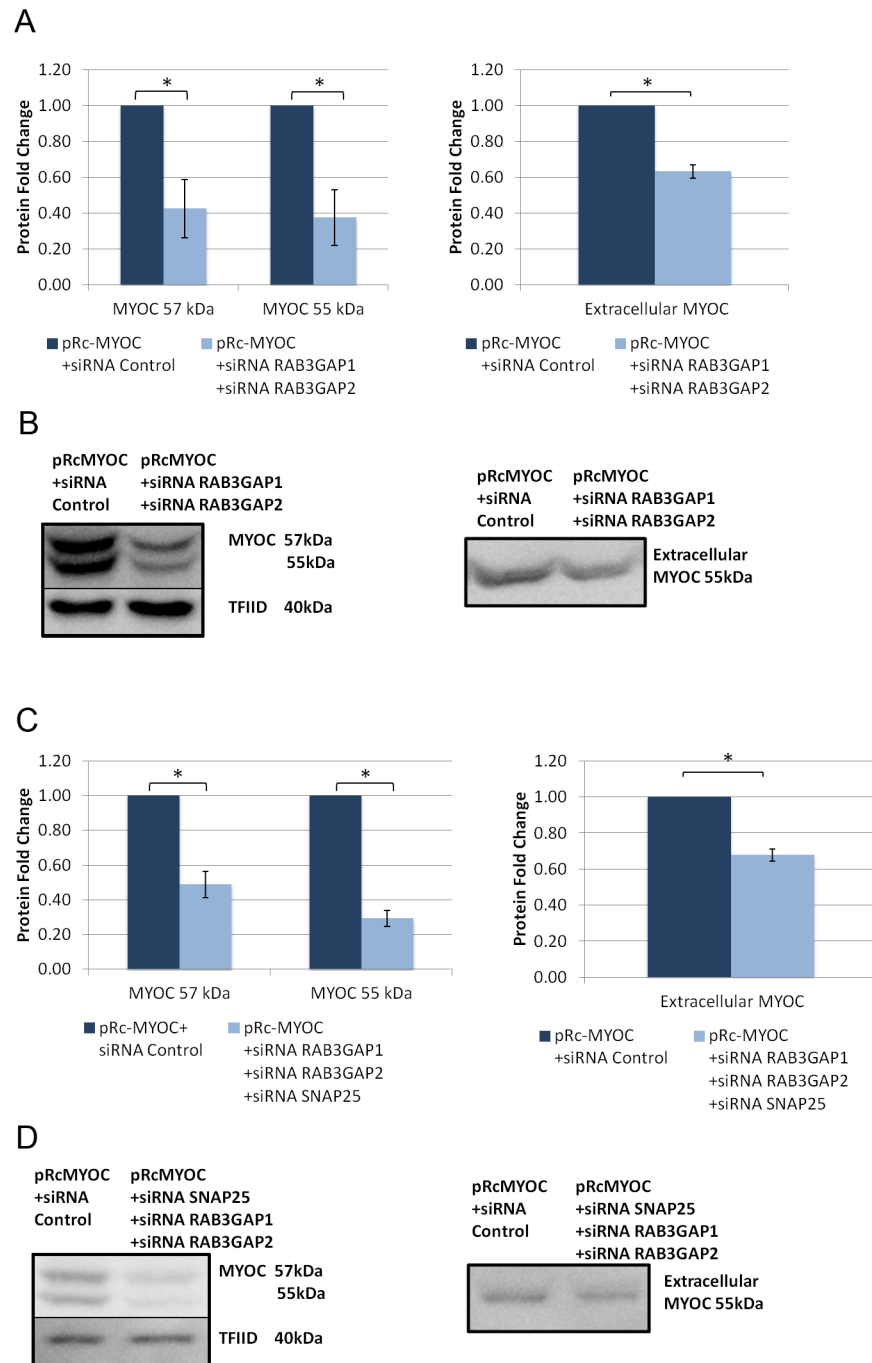 A
1.20
1.00
0.80
0.60
0.40
0.20
0.00
Protein Fold Change
*
*
MYOC 57 kDa
MYOC 55 kDa
pRc-MYOC
+siRNA Control
pRc-MYOC
+siRNA RAB3GAP1
+siRNA RAB3GAP2
1.20
1.00
0.80
0.60
0.40
0.20
0.00
Protein Fold Change
*
Extracellular MYOC
pRc-MYOC
+siRNA Control
pRc-MYOC
+siRNA RAB3GAP1
+siRNA RAB3GAP2
B
pRcMYOC
+siRNA
Control
pRcMYOC
+siRNA RAB3GAP1
+siRNA RAB3GAP2
MYOC 57kDa
55kDa
TFIID 40kDa
pRcMYOC
+siRNA
Control
pRcMYOC
+siRNA RAB3GAP1
+siRNA RAB3GAP2
Extracellular
MYOC 55kDa
C
1.20
1.00
0.80
0.60
0.40
0.20
0.00
Protein Fold Change
*
*
MYOC 57 kDa
MYOC 55 kDa
pRc-MYOC+
siRNA Control
pRc-MYOC
+siRNA RAB3GAP1
+siRNA RAB3GAP2
+siRNA SNAP25
1.20
1.00
0.80
0.60
0.40
0.20
0.00
Protein Fold Change
*
Extracellular MYOC
pRc-MYOC
+siRNA Control
pRc-MYOC
+siRNA RAB3GAP1
+siRNA RAB3GAP2
+siRNA SNAP25
D
pRcMYOC
+siRNA
Control
pRcMYOC
+siRNA SNAP25
+siRNA RAB3GAP1
+siRNA RAB3GAP2
MYOC 57kDa
55kDa
TFIID 40kDa
pRcMYOC
+siRNA
Control
pRcMYOC
+siRNA SNAP25
+siRNA RAB3GAP1
+siRNA RAB3GAP2
Extracellular
MYOC 55kDa